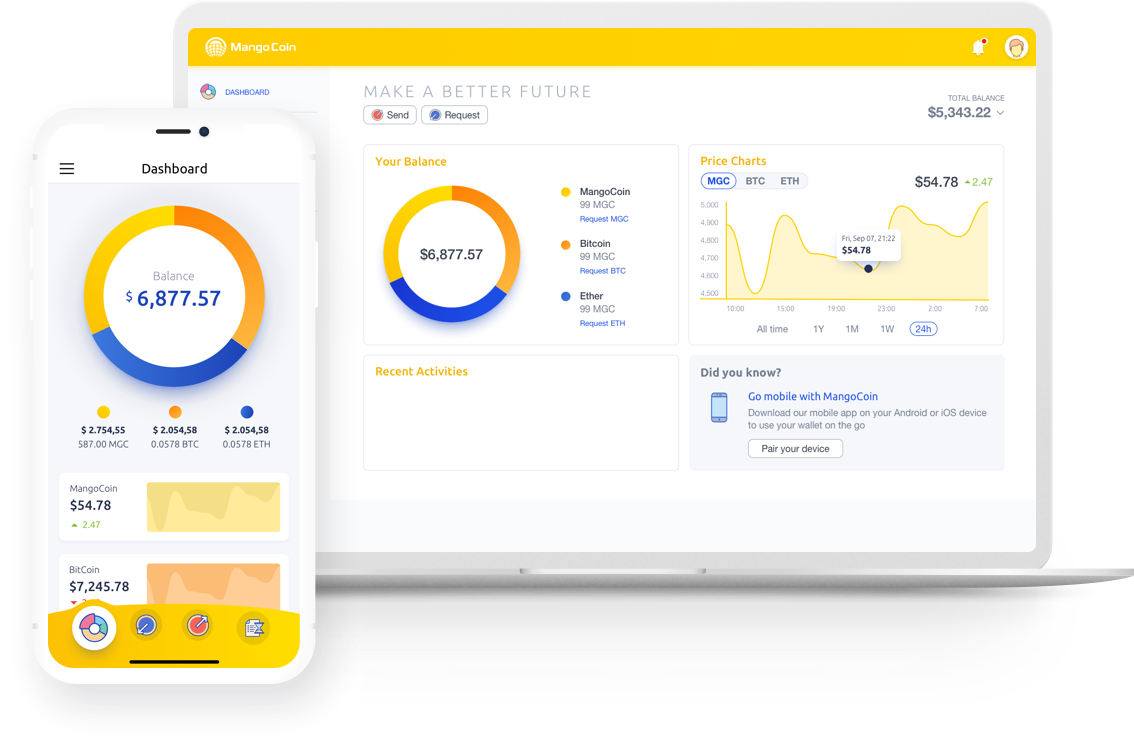 MangoCoin
DASHBOARD
MAKE A BETTER FUTURE
Send
Request
TOTAL BALANCE
$5,343.22
Your Balance
$6,877.57
MangoCoin
99 MGC
Request MGC
Bitcoin
99 MGC
Request BTC
Ether
99 MGC
Request ETH
Price Charts
MGC BTC ETH
$54.78 2.47
5,000
4,900
4,800
4,700
4,600
4,500
Fri, Sep 07, 21:22
$54.78
10:00 15:00 19:00 23:00 2:00 7:00
All time 1Y 1M 1W 24h
Recent Activities
Did you know?
Go mobile with MangoCoin
Download our mobile app on your Android or iOS device
to use your wallet on the go
Pair your device
Dashboard
Balance
$ 6,877.57
$ 2.754,55 $ 2.054,58 $ 2.054,58
587.00 MGC 0.0578 BTC 0.0578 ETH
MangoCoin
$54.78
2.47
BitCoin
$7,245.78